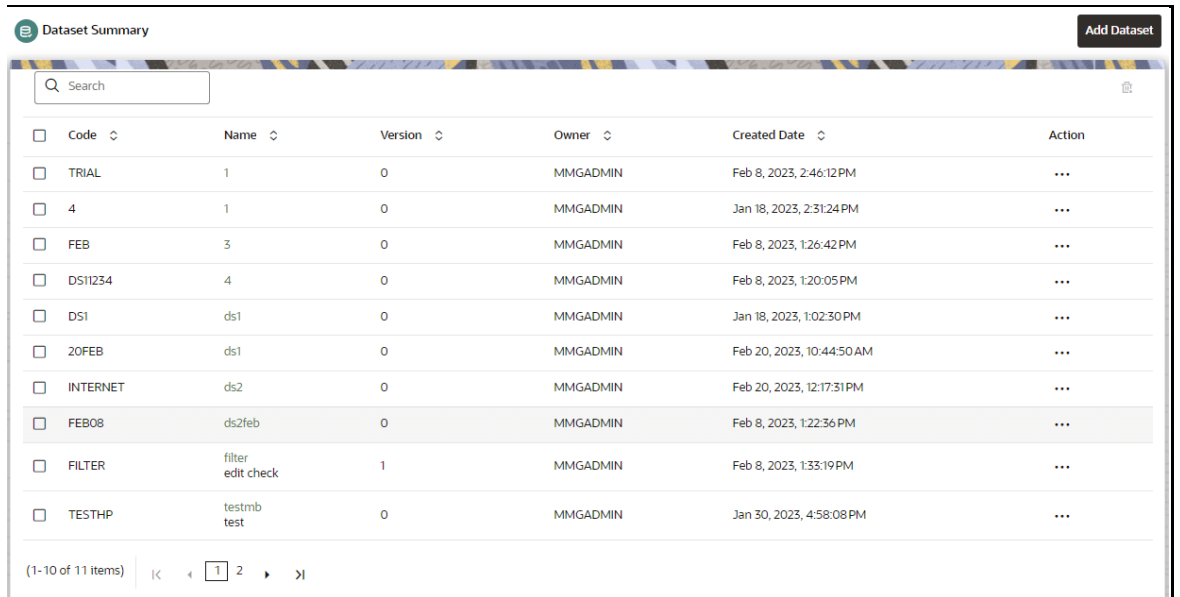 Dataset Summary
Add Dataset
Search
Code Name Version Owner Created Date Action
TRIAL 1 0 MMGADMIN Feb 8, 2023, 2:46:12 PM ...
4 1 0 MMGADMIN Jan 18, 2023, 2:31:24 PM ...
FEB 3 0 MMGADMIN Feb 8, 2023, 1:26:42 PM ...
DS11234 4 0 MMGADMIN Feb 8, 2023, 1:20:05 PM ...
DS1 ds1 0 MMGADMIN Jan 18, 2023, 1:02:30 PM ...
20FEB ds1 0 MMGADMIN Feb 20, 2023, 10:44:50 AM ...
INTERNET ds2 0 MMGADMIN Feb 20, 2023, 12:17:31 PM ...
FEB08 ds2feb 0 MMGADMIN Feb 8, 2023, 1:22:36 PM ...
FILTER filter 1 MMGADMIN Feb 8, 2023, 1:33:19 PM ...
edit check
TESTHP testmb 0 MMGADMIN Jan 30, 2023, 4:58:08 PM ...
test
(1-10 of 11 items) 1 2